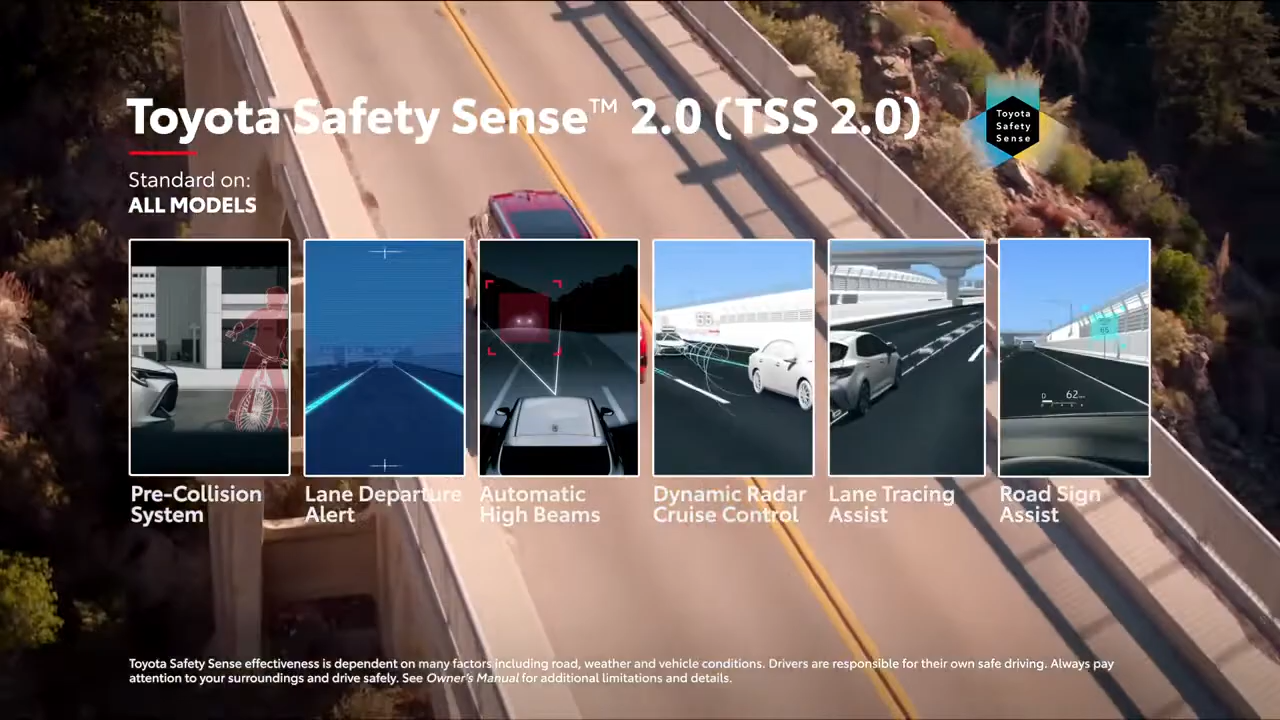 Toyota Safety Sense™ 2.0 (TSS 2.0)
Toyota
Safety
Sense
Standard on:
ALL MODELS
65
0 62
Pre-Collision
System
Lane Departure
Alert
Automatic
High Beams
Dynamic Radar
Cruise Control
Lane Tracing
Assist
Road Sign
Assist
Toyota Safety Sense effectiveness is dependent on many factors including road, weather and vehicle conditions. Drivers are responsible for their own safe driving. Always pay
attention to your surroundings and drive safely. See Owner's Manual for additional limitations and details.